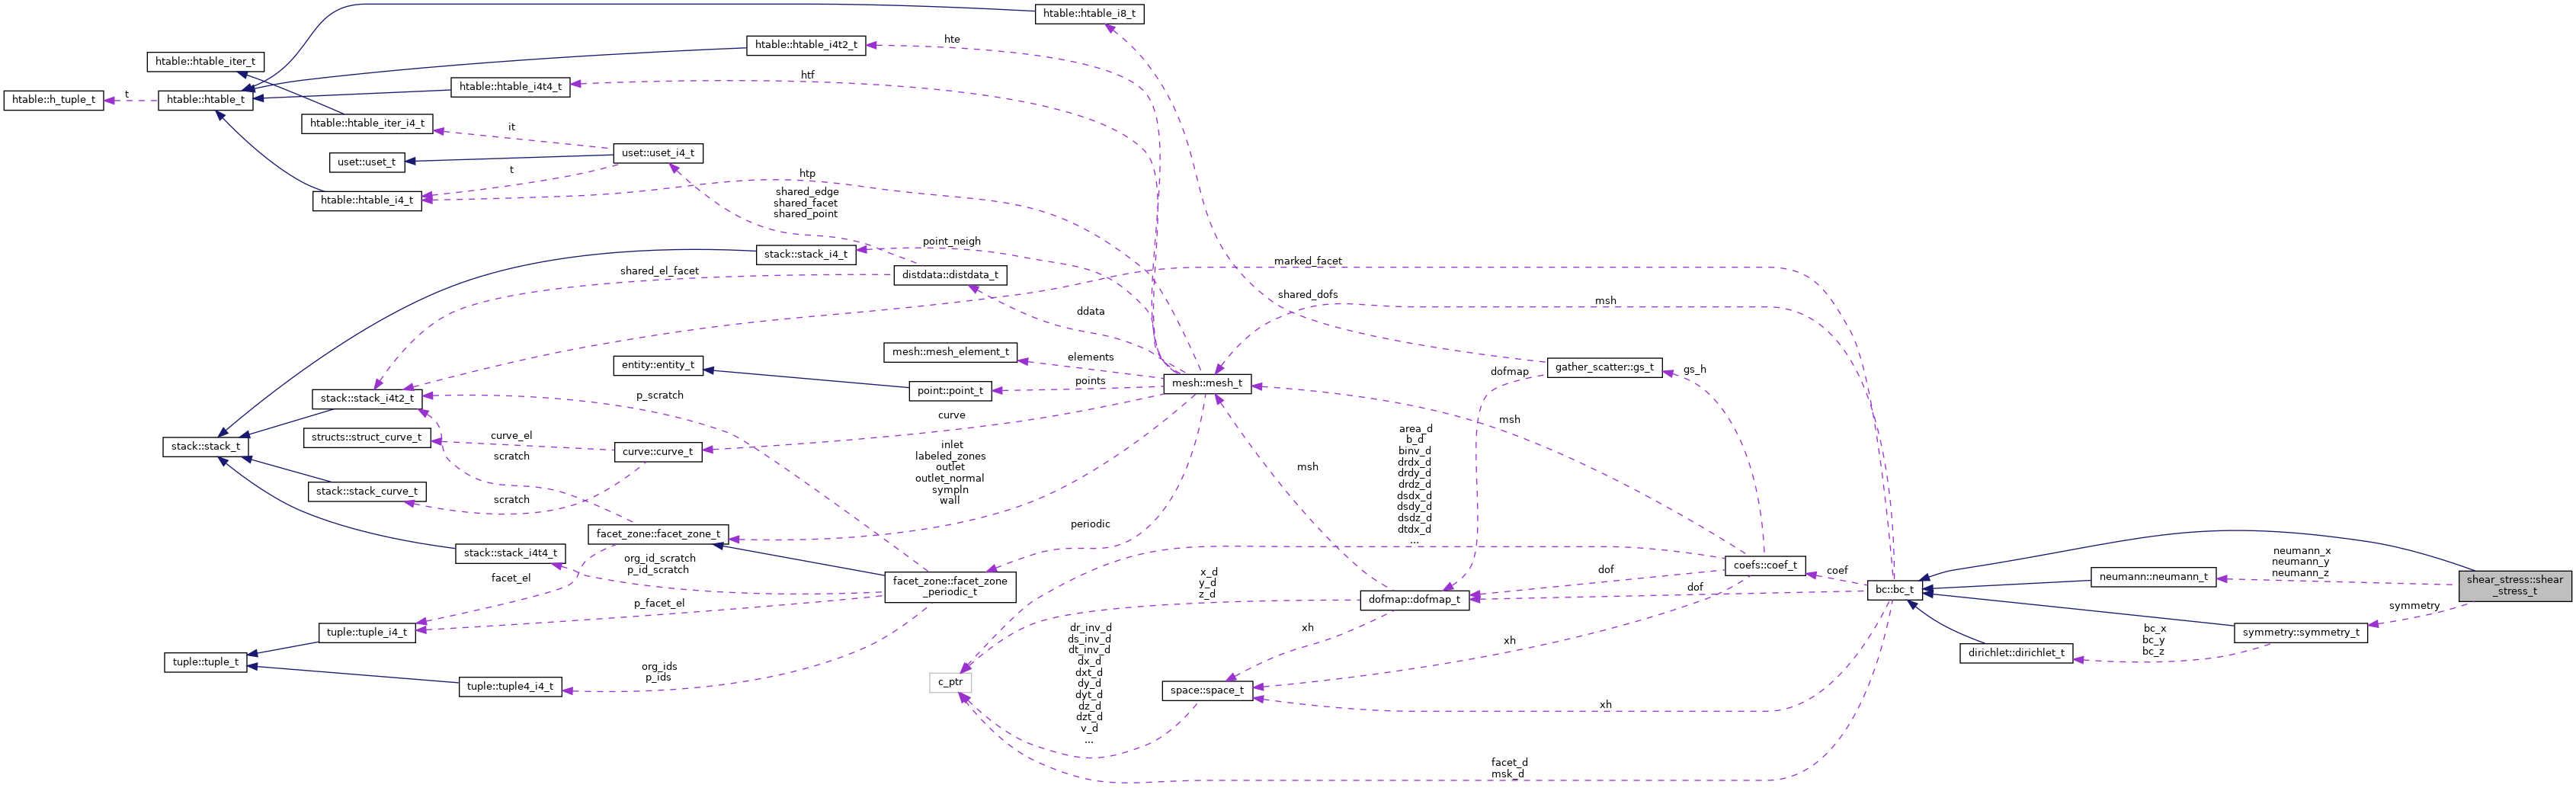 htable::htable_i8_t
htable::htable_i4t2_t
hte
htable::htable_iter_t
htf
htable::htable_i4t4_t
htable::h_tuple_t
t
htable::htable_t
htable::htable_iter_i4_t
it
uset::uset_i4_t
uset::uset_t
t
htp
htable::htable_i4_t
shared_edge
shared_facet
shared_point
point_neigh
stack::stack_i4_t
marked_facet
shared_el_facet
distdata::distdata_t
shared_dofs
msh
ddata
mesh::mesh_element_t
elements
entity::entity_t
gather_scatter::gs_t
gs_h
dofmap
points
mesh::mesh_t
point::point_t
stack::stack_i4t2_t
p_scratch
curve
msh
structs::struct_curve_t
curve_el
stack::stack_t
curve::curve_t
scratch
area_d
b_d
binv_d
drdx_d
drdy_d
drdz_d
dsdx_d
dsdy_d
dsdz_d
dtdx_d
...
inlet
labeled_zones
outlet
outlet_normal
sympln
wall
msh
stack::stack_curve_t
scratch
periodic
facet_zone::facet_zone_t
stack::stack_i4t4_t
org_id_scratch
p_id_scratch
neumann_x
neumann_y
neumann_z
coefs::coef_t
coef
dof
x_d
y_d
z_d
facet_el
facet_zone::facet_zone
_periodic_t
neumann::neumann_t
shear_stress::shear
_stress_t
bc::bc_t
dof
dofmap::dofmap_t
p_facet_el
symmetry
tuple::tuple_i4_t
dr_inv_d
ds_inv_d
dt_inv_d
dx_d
dxt_d
dy_d
dyt_d
dz_d
dzt_d
v_d
...
xh
xh
symmetry::symmetry_t
bc_x
bc_y
bc_z
dirichlet::dirichlet_t
tuple::tuple_t
org_ids
p_ids
tuple::tuple4_i4_t
c_ptr
space::space_t
xh
facet_d
msk_d